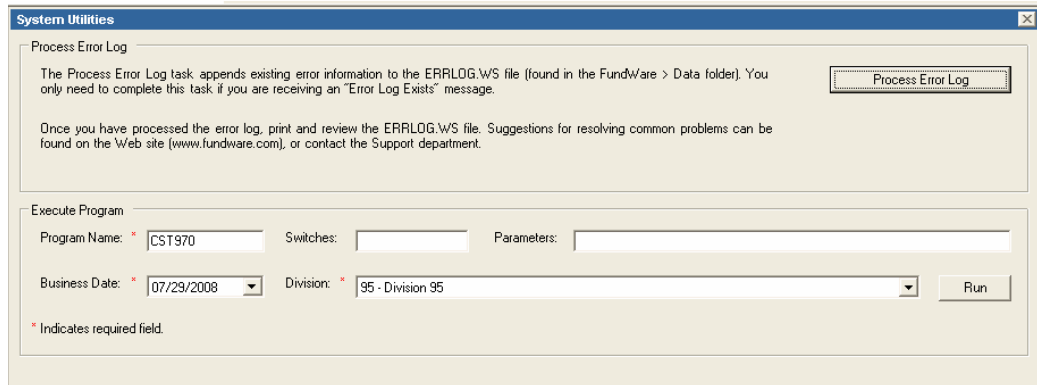 System Utilities
Process Error Log
The Process Error Log task appends existing error information to the ERRLOG.WS file (found in the FundWare > Data folder). You
only need to complete this task if you are receiving an "Error Log Exists" message.
Process Error Log
Once you have processed the error log, print and review the ERRLOG.WS file. Suggestions for resolving common problems can be
found on the Web site (www.fundware.com), or contact the Support department.
Execute Program
Program Name: * CST970 Switches: Parameters:
Business Date: * 07/29/2008 Division: * 95 - Division 95 Run
* Indicates required field.